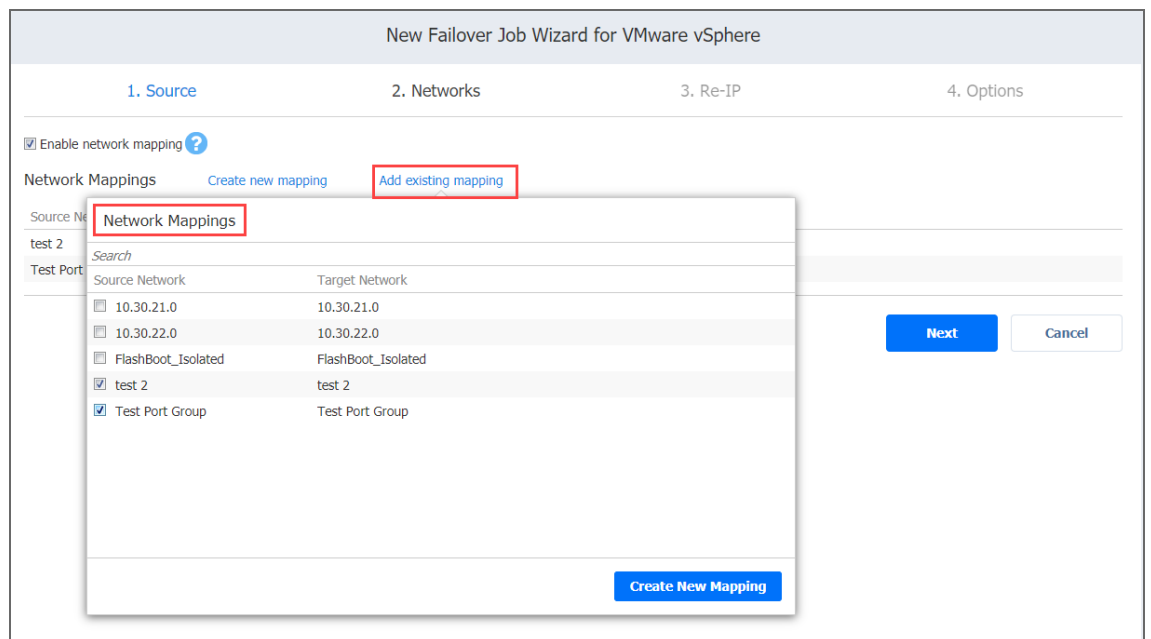 New Failover Job Wizard for VMware vSphere
1. Source 2. Networks 3. Re-IP 4. Options
Enable network mapping ?
Network Mappings Create new mapping Add existing mapping
Source Ne
Network Mappings
test 2
Search
Test Port
Source Network Target Network
10.30.21.0 10.30.21.0
10.30.22.0 10.30.22.0
Next Cancel
FlashBoot_Isolated FlashBoot_Isolated
test 2 test 2
Test Port Group Test Port Group
Create New Mapping